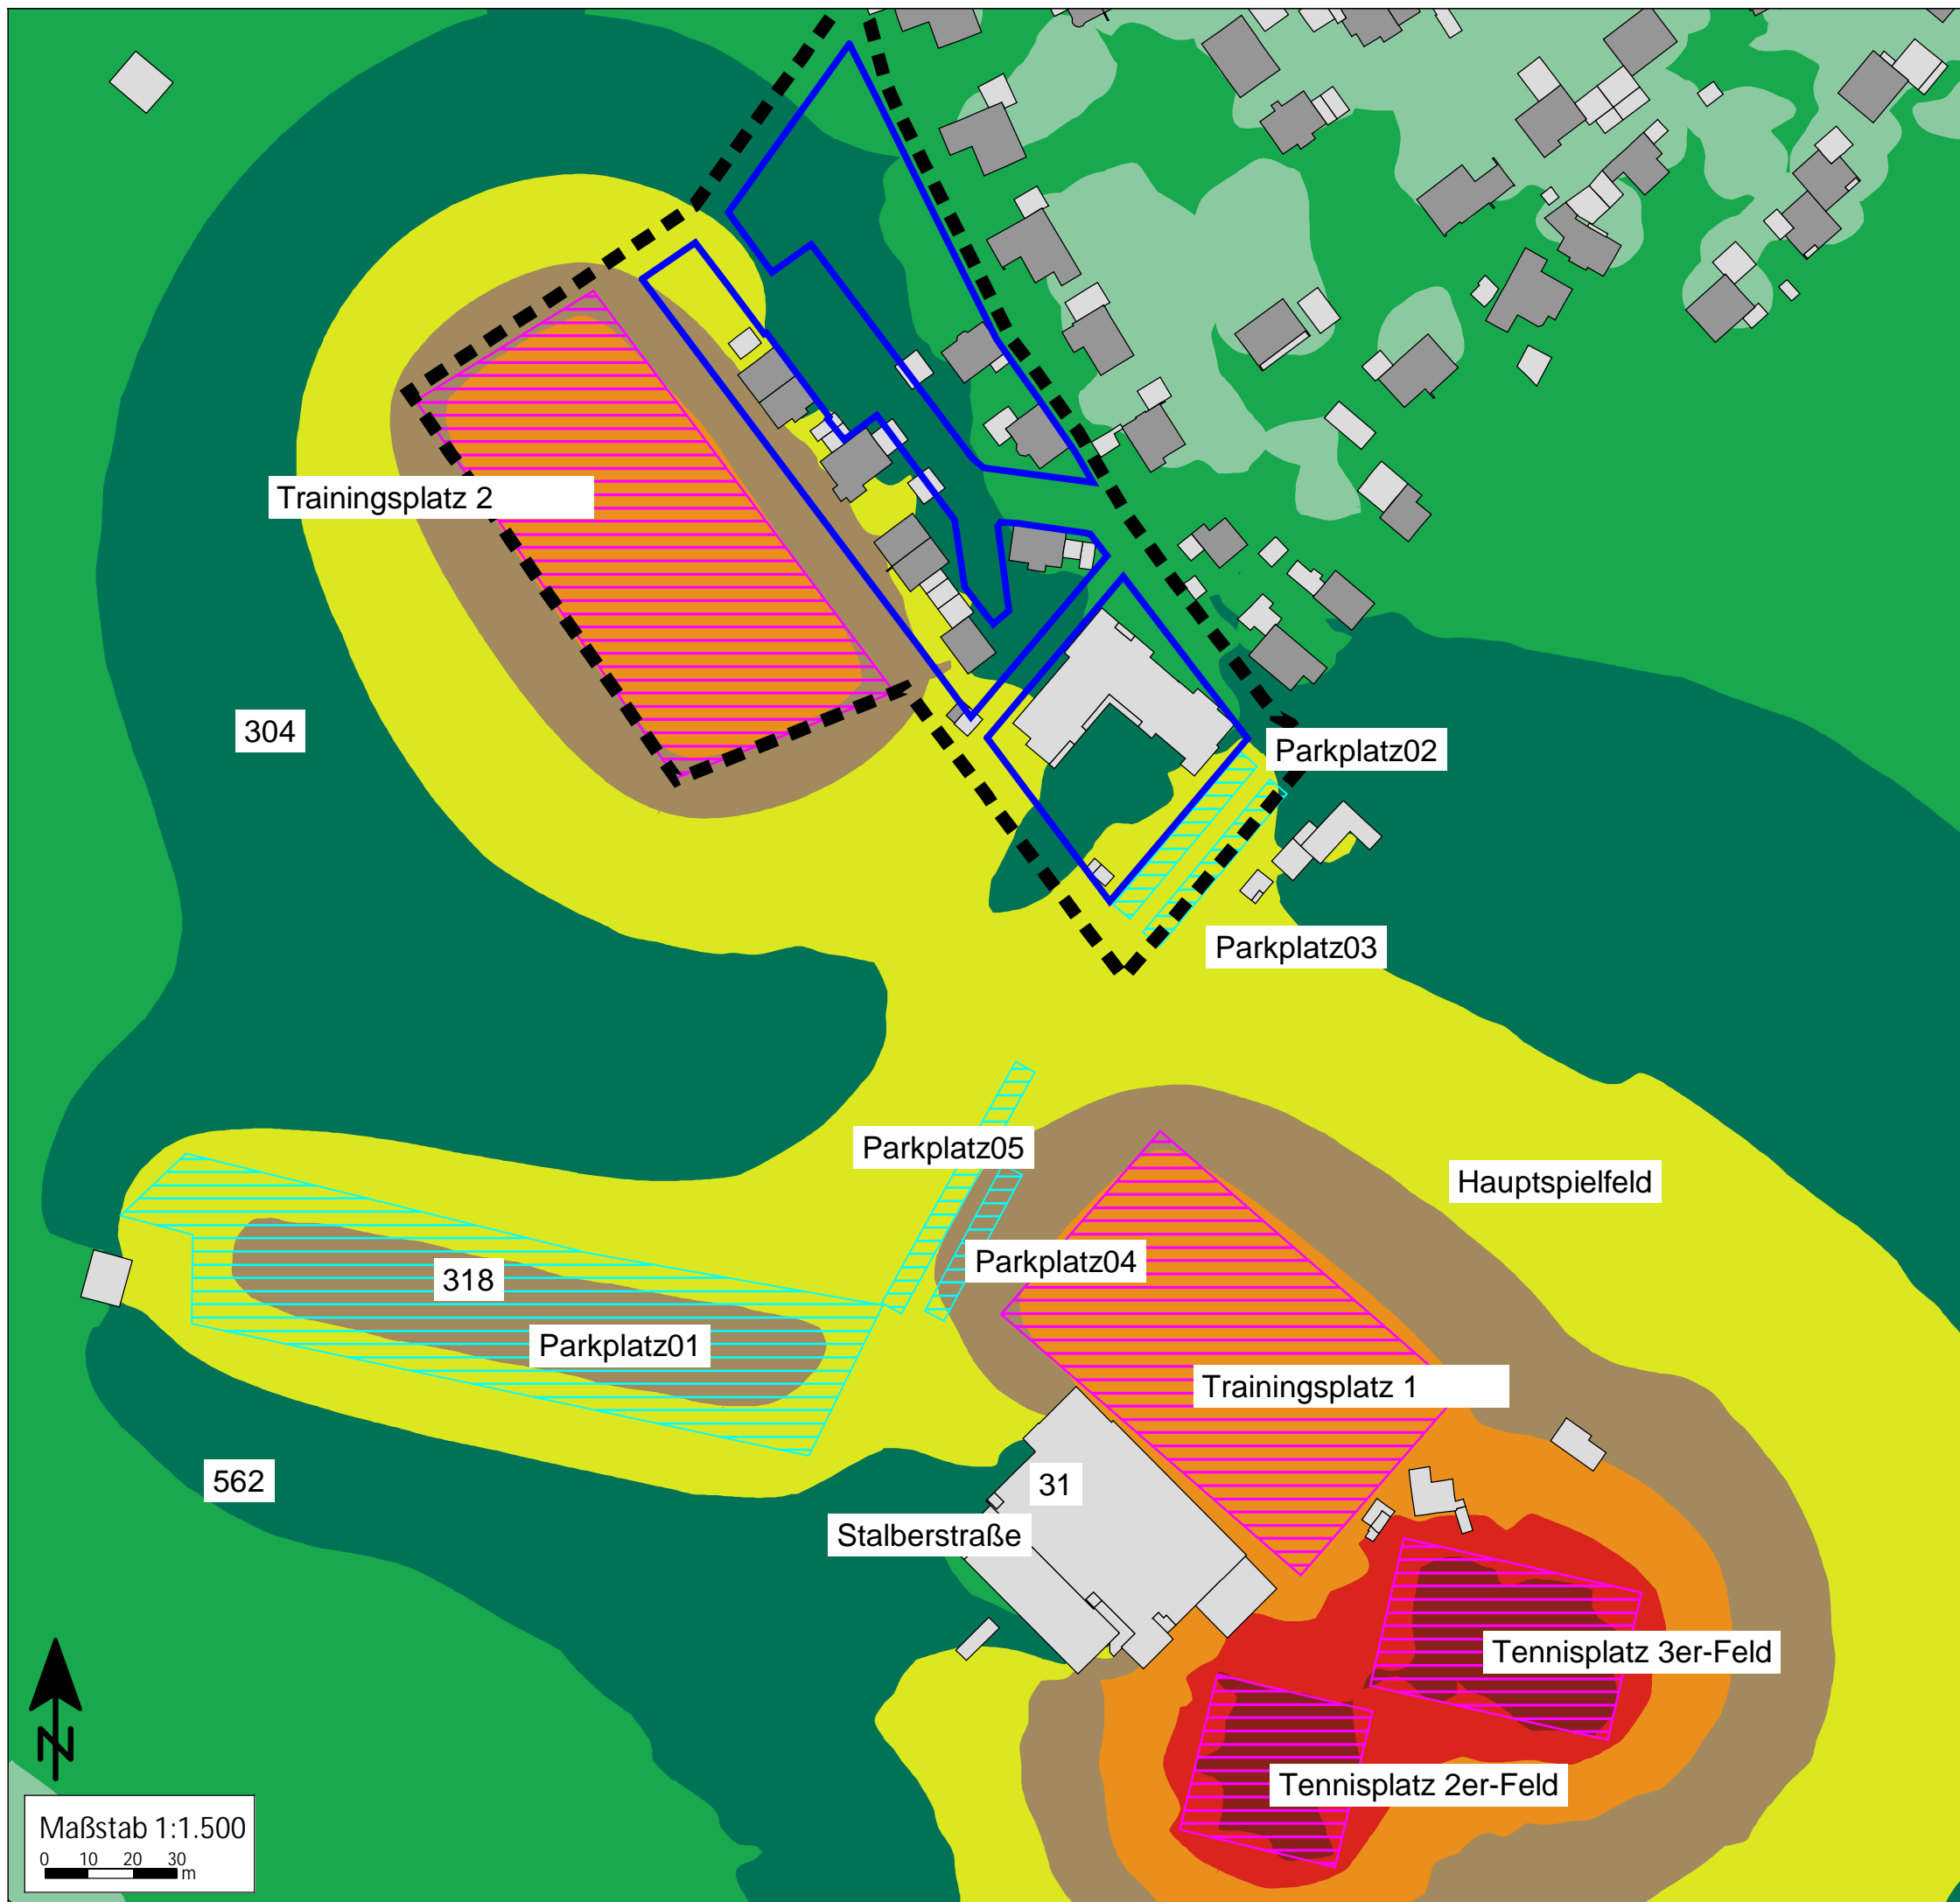 Trainingsplatz 2
304
Parkplatz02
Parkplatz03
Parkplatz05
Hauptspielfeld
Parkplatz04
318
Parkplatz01
Trainingsplatz 1
562
31
Stalberstraße
Tennisplatz 3er-Feld
Tennisplatz 2er-Feld
N
Maßstab 1:1.500
0 10 20 30
m